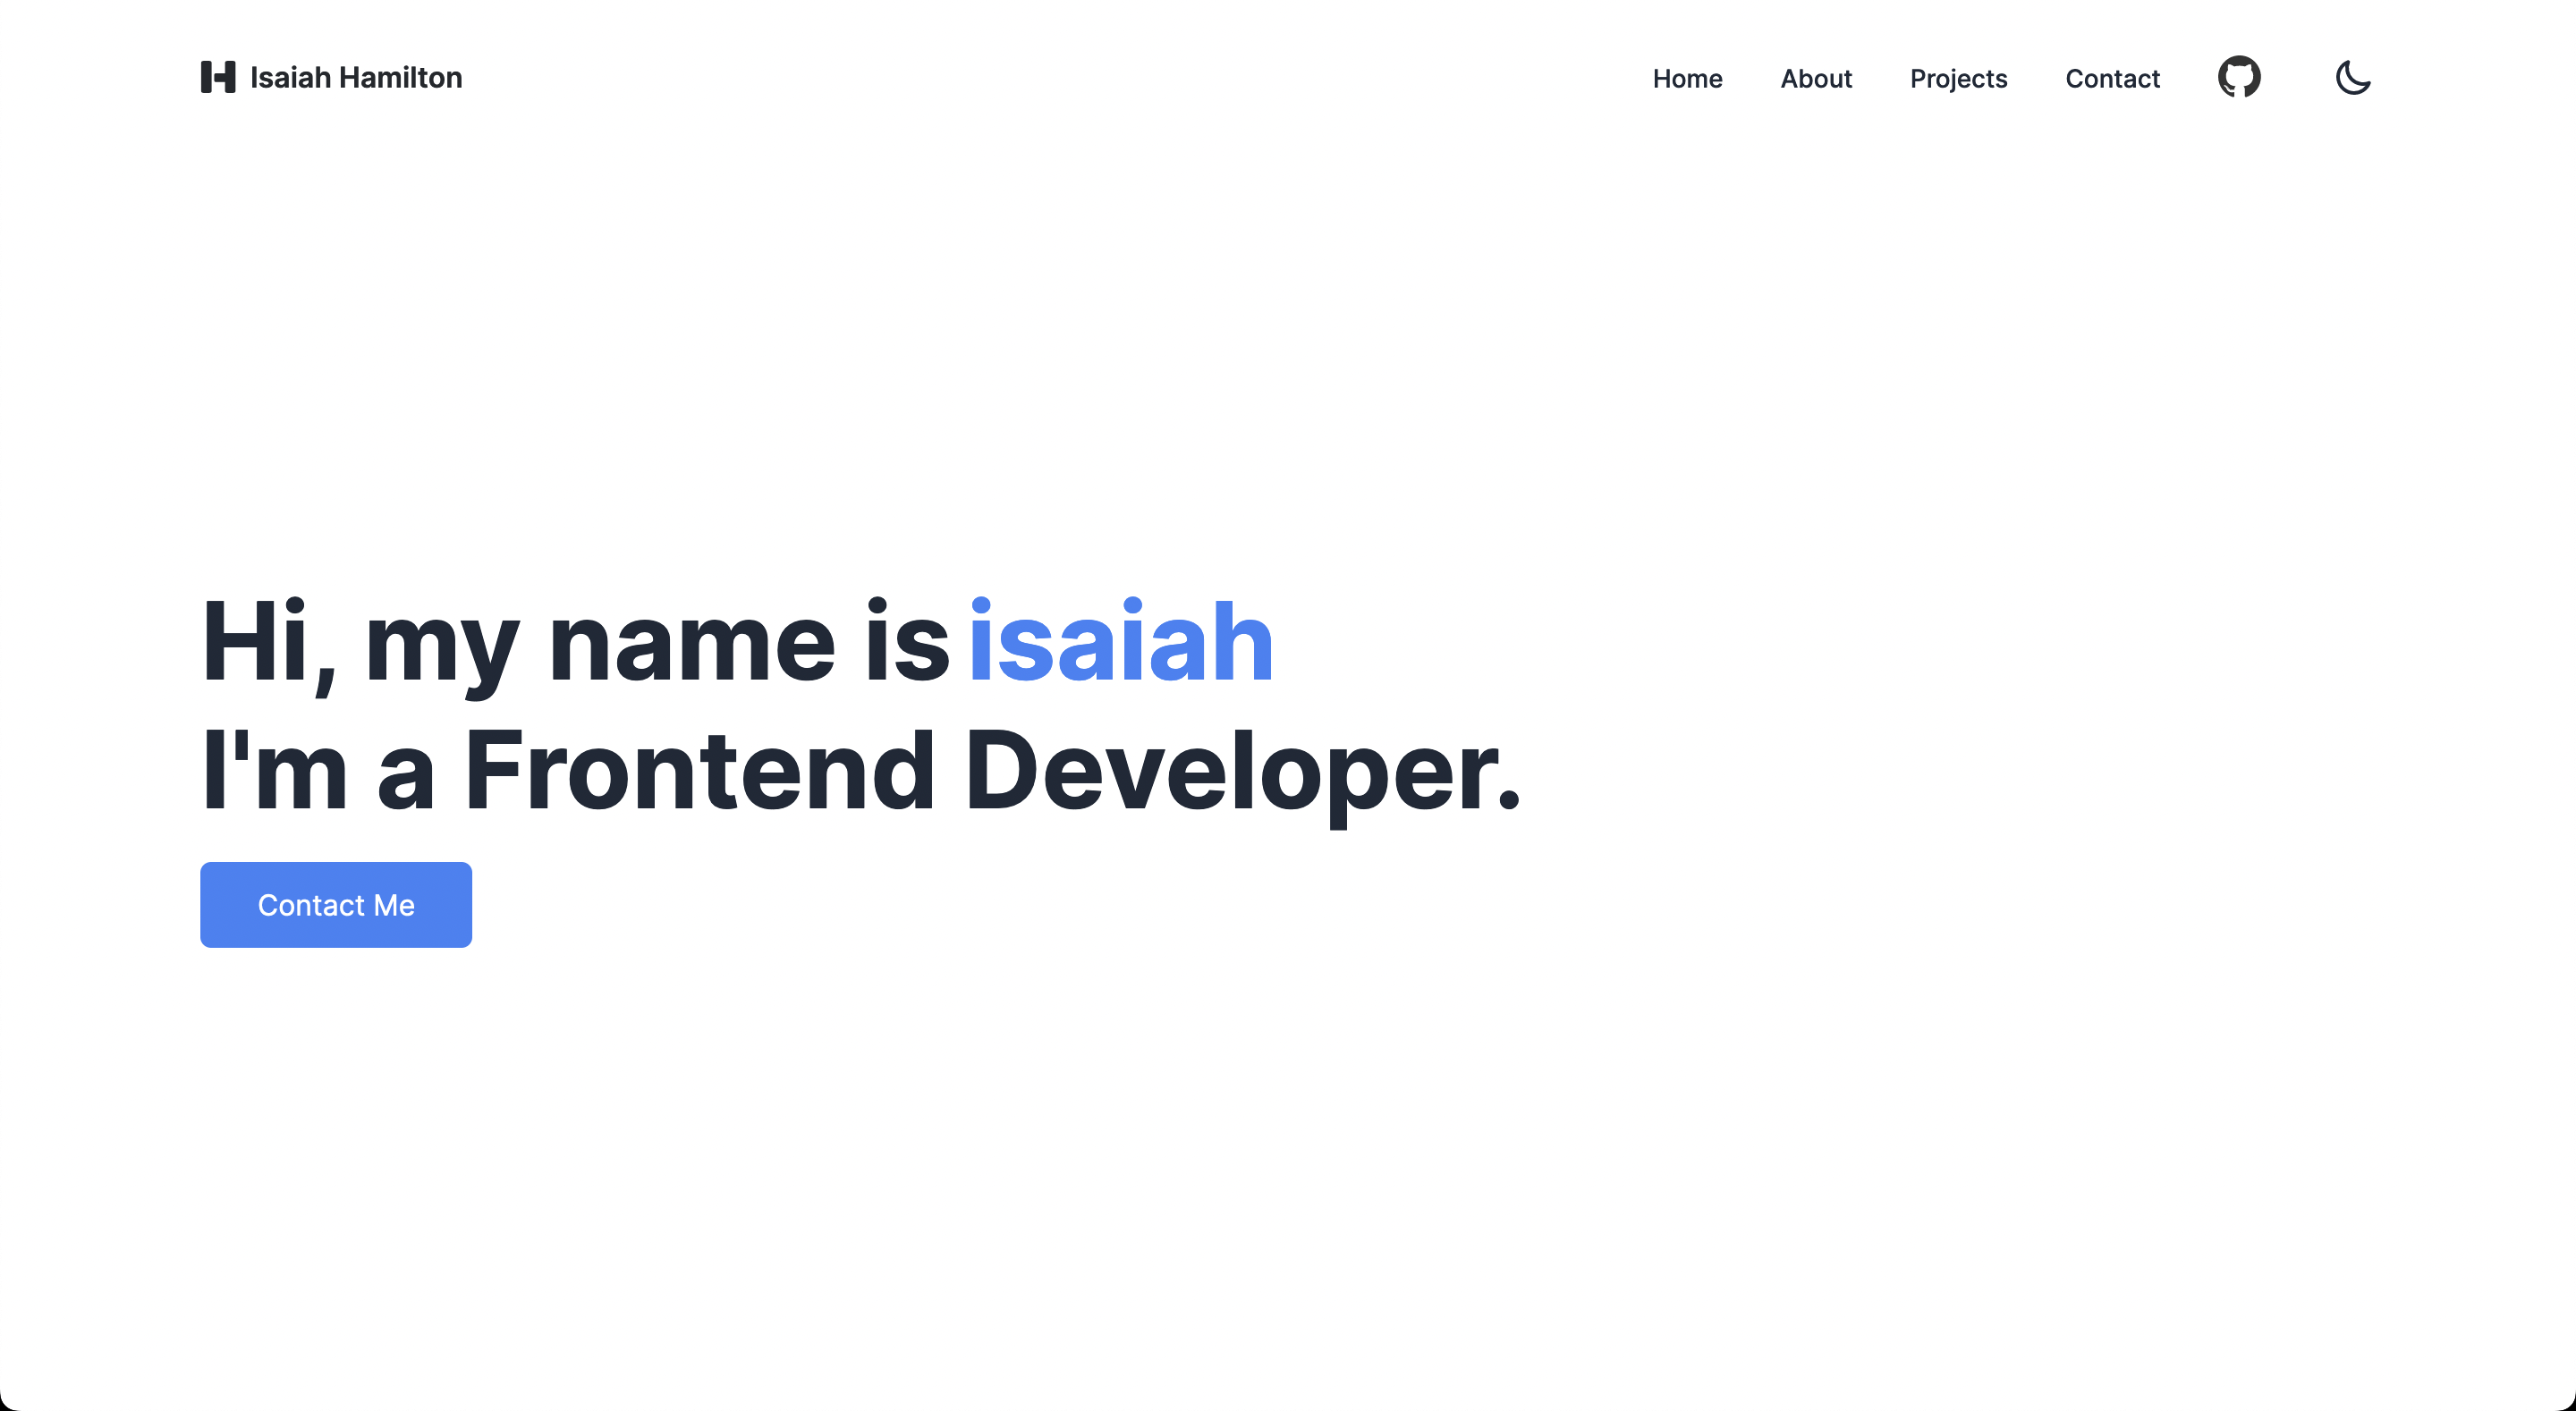 Isaiah Hamilton
Home About Projects Contact
Hi, my name is isaiah
I'm a Frontend Developer.
Contact Me